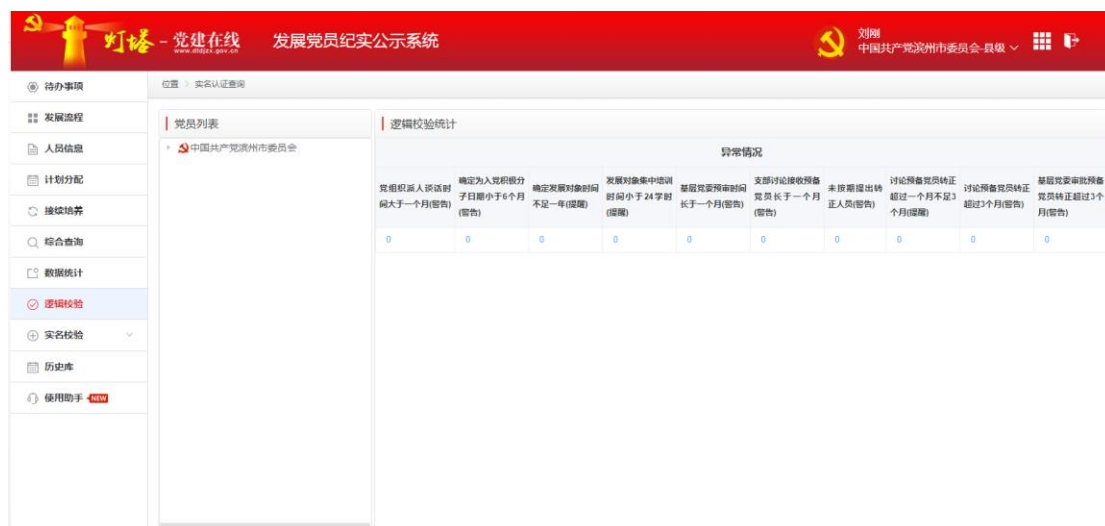 灯塔 - 党建在线
www.dtdjzx.gov.cn
发展党员纪实公示系统
刘刚
中国共产党滨州市委员会-县级
待办事项
发展流程
人员信息
计划分配
接续培养
综合查询
数据统计
逻辑校验
实名校验
历史库
使用助手 NEW
位置 > 实名认证查询
党员列表
中国共产党滨州市委员会
逻辑校验统计
异常情况
党组织派人谈话时
间大于一个月(警告)
确定为入党积极分
子日期小于6个月
(警告)
确定发展对象时间
不足一年(提醒)
发展对象集中培训
时间小于24学时
(提醒)
基层党委预审时间
长于一个月(警告)
支部讨论接收预备
党员长于一个月
(警告)
未按期提出转
正人员(警告)
讨论预备党员转正
超过一个月不足3
个月(提醒)
讨论预备党员转正
超过3个月(警告)
基层党委审批预备
党员转正超过3个
月(警告)
0 0 0 0 0 0 0 0 0 0